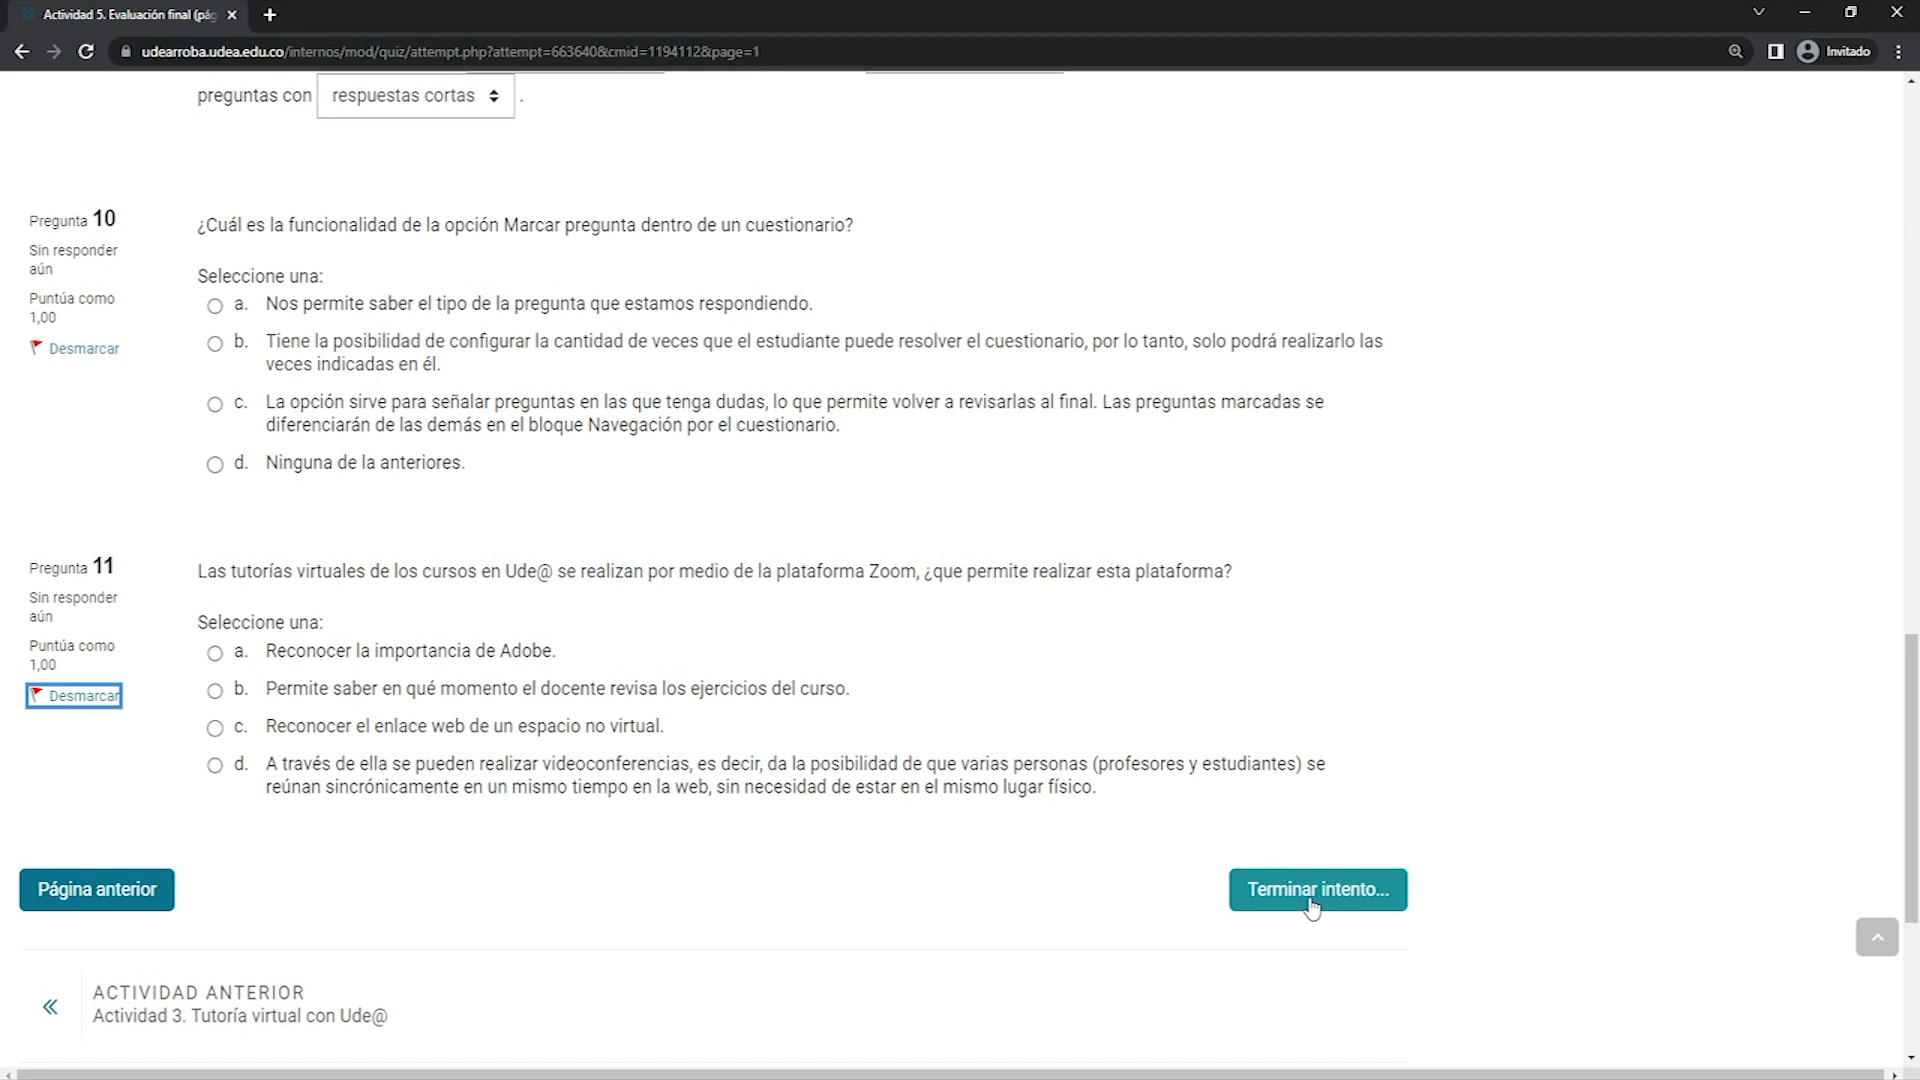 Actividad 5. Evaluación final (pág
udearroba.udea.edu.co/internos/mod/quiz/attempt.php?attempt=663640&cmid=1194112&page=1
Invitado
preguntas con respuestas cortas .
Pregunta 10
Sin responder
aún
Puntúa como
1,00
Desmarcar
¿Cuál es la funcionalidad de la opción Marcar pregunta dentro de un cuestionario?
Seleccione una:
a. Nos permite saber el tipo de la pregunta que estamos respondiendo.
b. Tiene la posibilidad de configurar la cantidad de veces que el estudiante puede resolver el cuestionario, por lo tanto, solo podrá realizarlo las
veces indicadas en él.
c. La opción sirve para señalar preguntas en las que tenga dudas, lo que permite volver a revisarlas al final. Las preguntas marcadas se
diferenciarán de las demás en el bloque Navegación por el cuestionario.
d. Ninguna de la anteriores.
Pregunta 11
Sin responder
aún
Puntúa como
1,00
Desmarcar
Las tutorías virtuales de los cursos en Ude@ se realizan por medio de la plataforma Zoom, ¿que permite realizar esta plataforma?
Seleccione una:
a. Reconocer la importancia de Adobe.
b. Permite saber en qué momento el docente revisa los ejercicios del curso.
c. Reconocer el enlace web de un espacio no virtual.
d. A través de ella se pueden realizar videoconferencias, es decir, da la posibilidad de que varias personas (profesores y estudiantes) se
reúnan sincrónicamente en un mismo tiempo en la web, sin necesidad de estar en el mismo lugar físico.
Página anterior
Terminar intento...
ACTIVIDAD ANTERIOR
Actividad 3. Tutoría virtual con Ude@